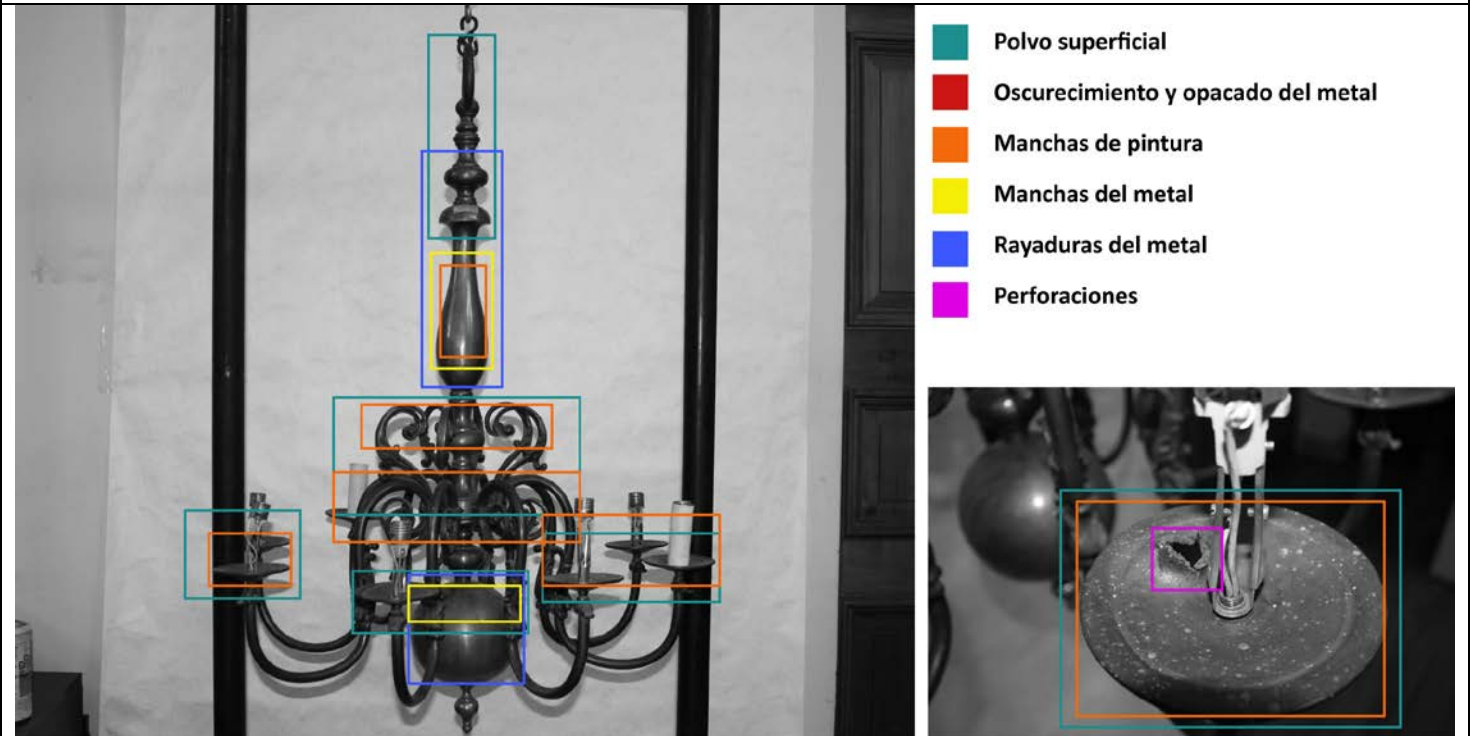 Polvo superficial
Oscurecimiento y opacado del metal
Manchas de pintura
Manchas del metal
Rayaduras del metal
Perforaciones